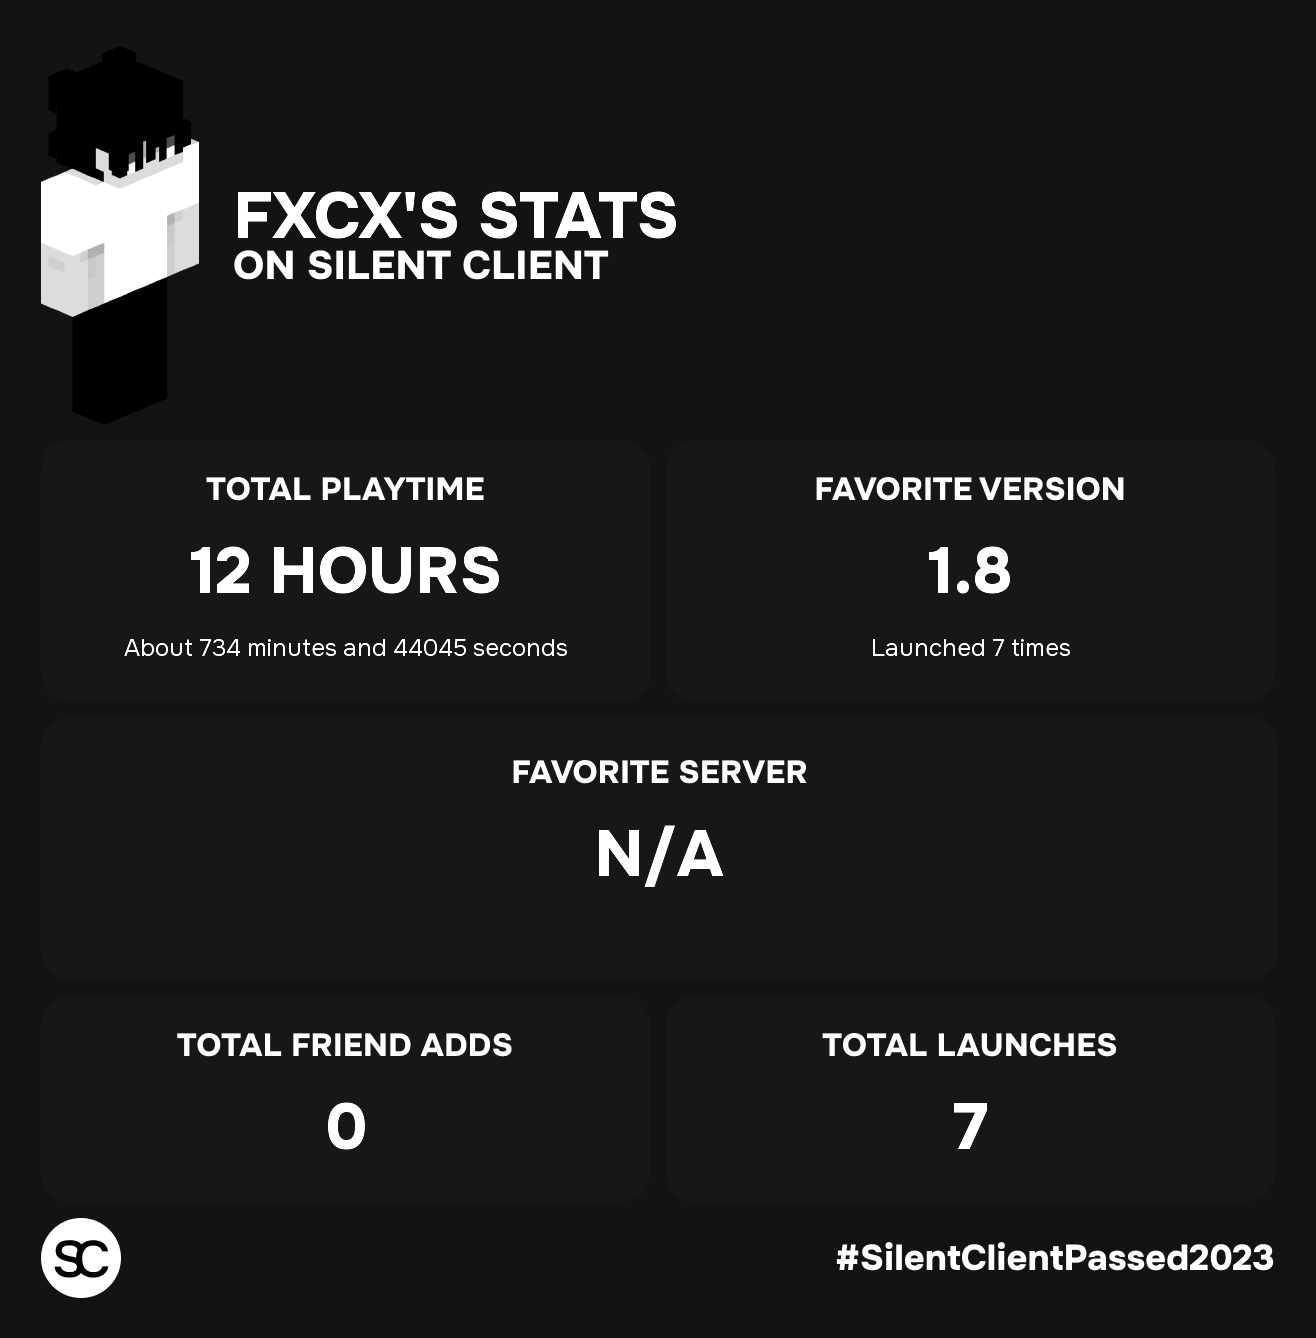 FXCX'S STATS
ON SILENT CLIENT
TOTAL PLAYTIME
12 HOURS
About 734 minutes and 44045 seconds
FAVORITE VERSION
1.8
Launched 7 times
FAVORITE SERVER
N/A
TOTAL FRIEND ADDS
0
TOTAL LAUNCHES
7
SC
#SilentClientPassed2023